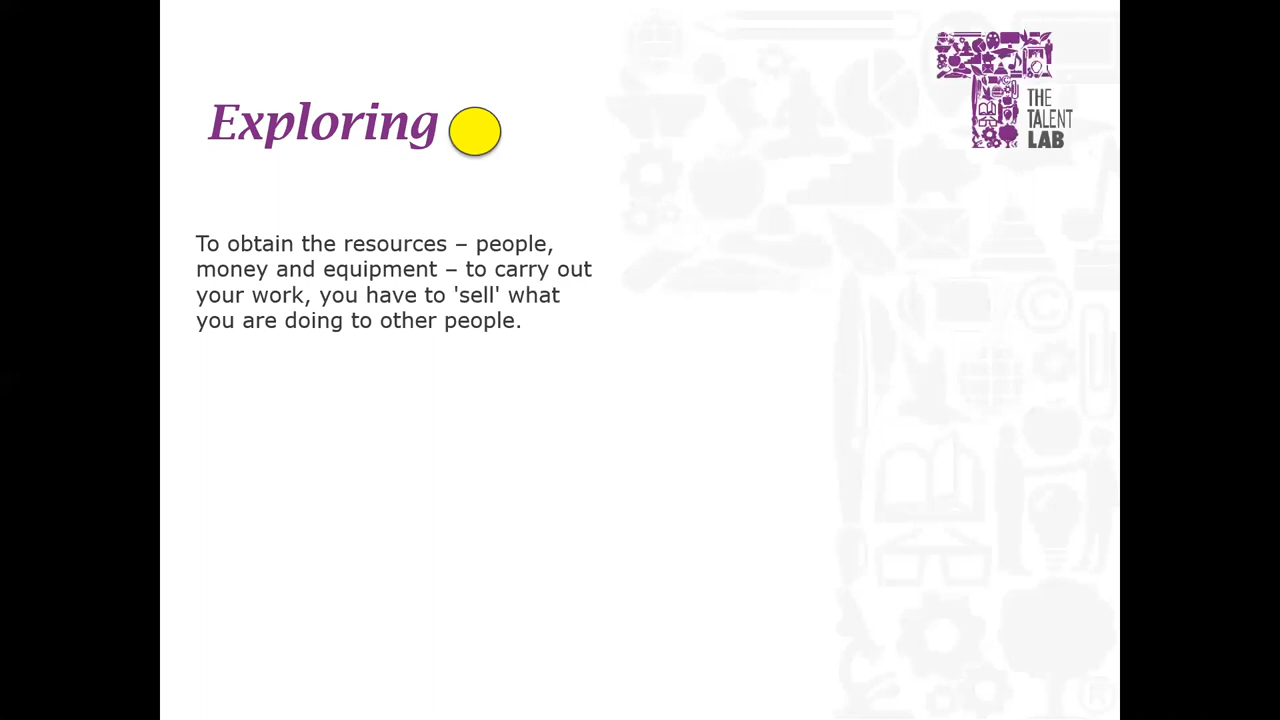 Exploring
THE
TALENT
LAB
To obtain the resources – people,
money and equipment – to carry out
your work, you have to 'sell' what
you are doing to other people.